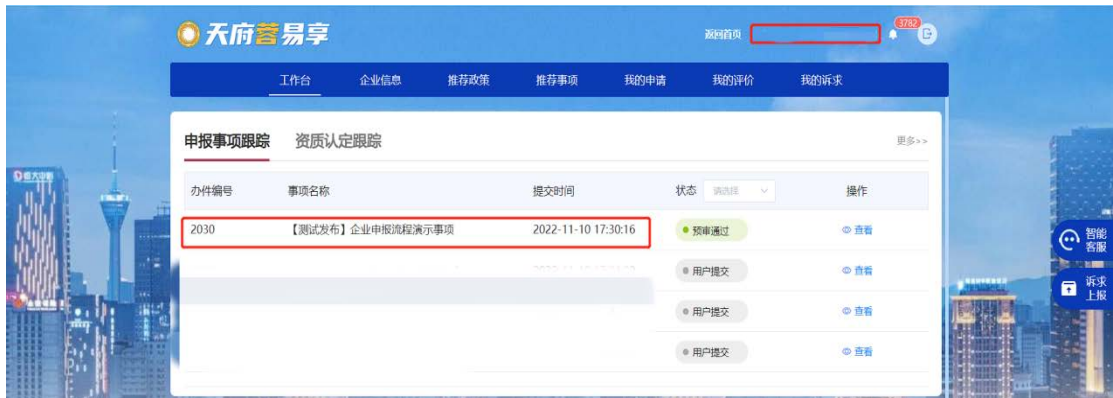 天府蓉易享
返回首页
3782
工作台 企业信息 推荐政策 推荐事项 我的申请 我的评价 我的诉求
申报事项跟踪 资质认定跟踪 更多>>
办件编号 事项名称 提交时间 状态 请选择 操作
2030 【测试发布】企业申报流程演示事项 2022-11-10 17:30:16 预审通过 查看
用户提交 查看
用户提交 查看
用户提交 查看
智能
客服
诉求
上报